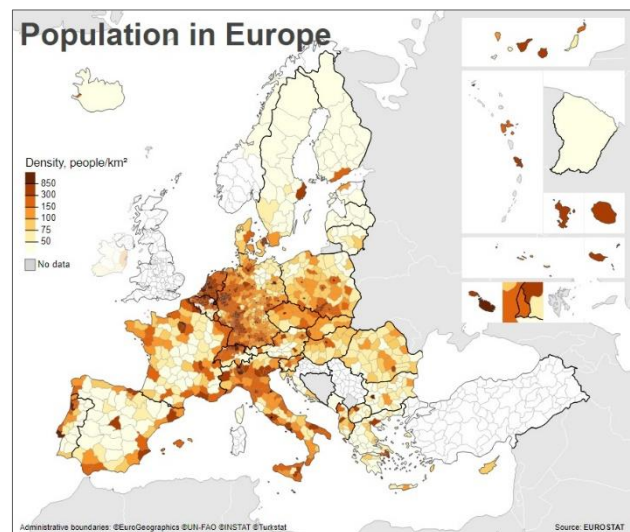 Population in Europe
Density, people/km²
850
300
150
100
75
50
No data
Administrative boundaries: ©EuroGeographics ©UN-FAO ©INSTAT ©Turkstat
Source: EUROSTAT